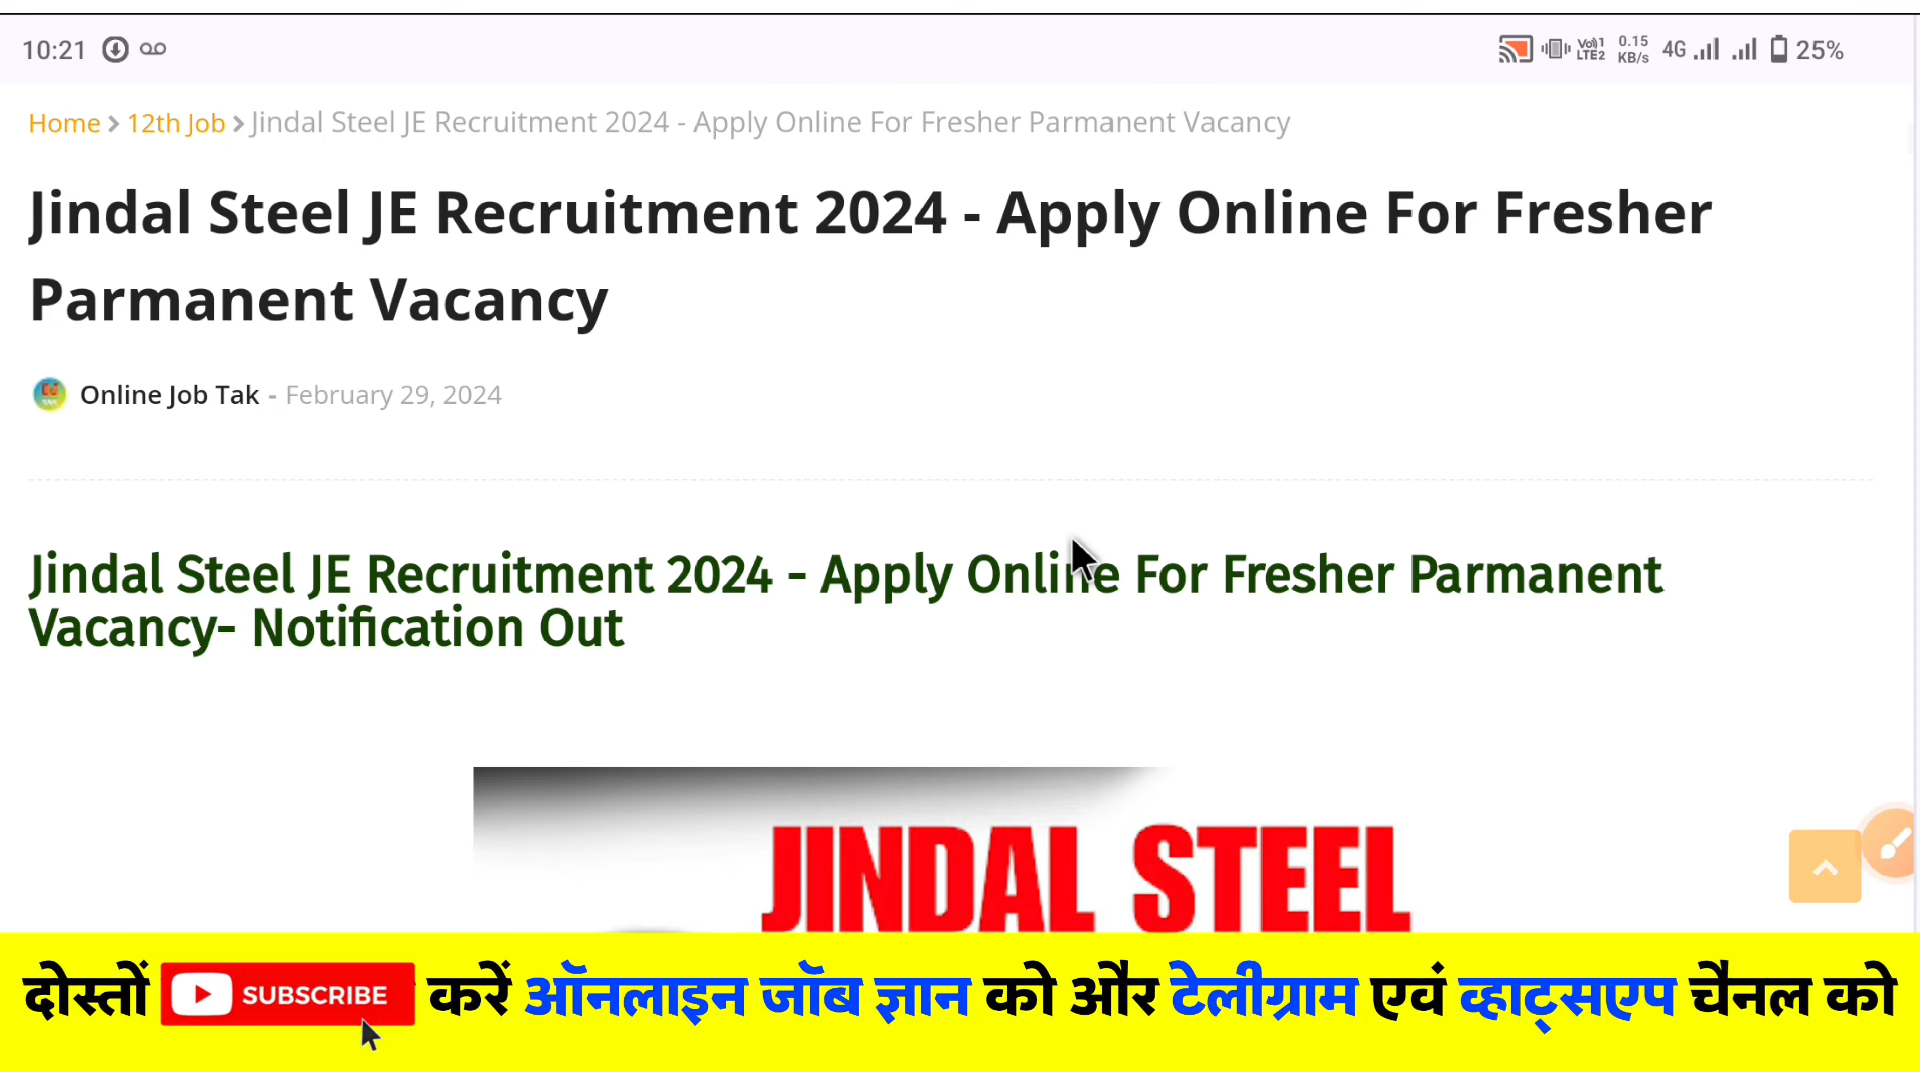 10:21
Vo)) 1 LTE2 0.15 KB/s 4G 25%
Home > 12th Job > Jindal Steel JE Recruitment 2024 - Apply Online For Fresher Parmanent Vacancy
Jindal Steel JE Recruitment 2024 - Apply Online For Fresher
Parmanent Vacancy
Online Job Tak - February 29, 2024
Jindal Steel JE Recruitment 2024 - Apply Online For Fresher Parmanent
Vacancy- Notification Out
JINDAL STEEL
दोस्तों SUBSCRIBE करें ऑनलाइन जॉब ज्ञान को और टेलीग्राम एवं व्हाट्सएप चैनल को